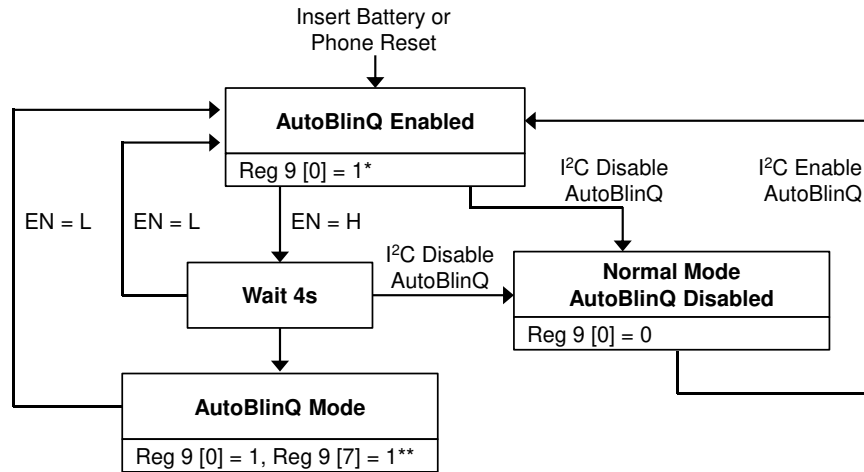 Insert Battery or
Phone Reset
AutoBlinQ Enabled
Reg 9 [0] = 1*
I²C Disable
AutoBlinQ
I²C Enable
AutoBlinQ
EN = L
EN = L
EN = H
I²C Disable
AutoBlinQ
Wait 4s
Normal Mode
AutoBlinQ Disabled
Reg 9 [0] = 0
AutoBlinQ Mode
Reg 9 [0] = 1, Reg 9 [7] = 1**